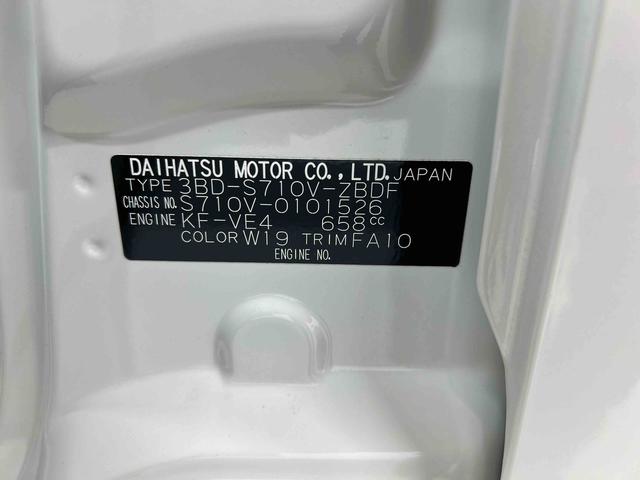 DAIHATSU MOTOR CO.,LTD. JAPAN
TYPE 3BD-S710V-ZBDF
CHASSIS NO. S710V-0101526
ENGINE KF-VE4 658cc
COLOR W19 TRIM FA10
ENGINE NO.